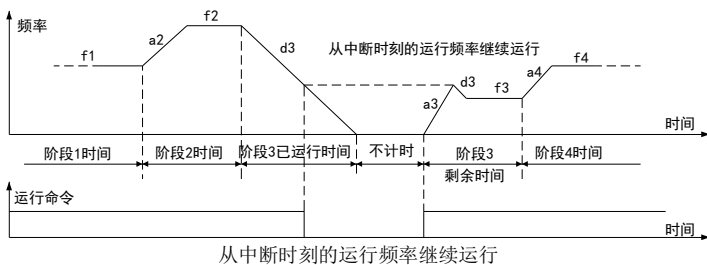 频率
f1
a2
f2
d3
从中断时刻的运行频率继续运行
a3
d3
f3
a4
f4
时间
阶段1时间
阶段2时间
阶段3已运行时间
不计时
阶段3
剩余时间
阶段4时间
运行命令
时间
从中断时刻的运行频率继续运行